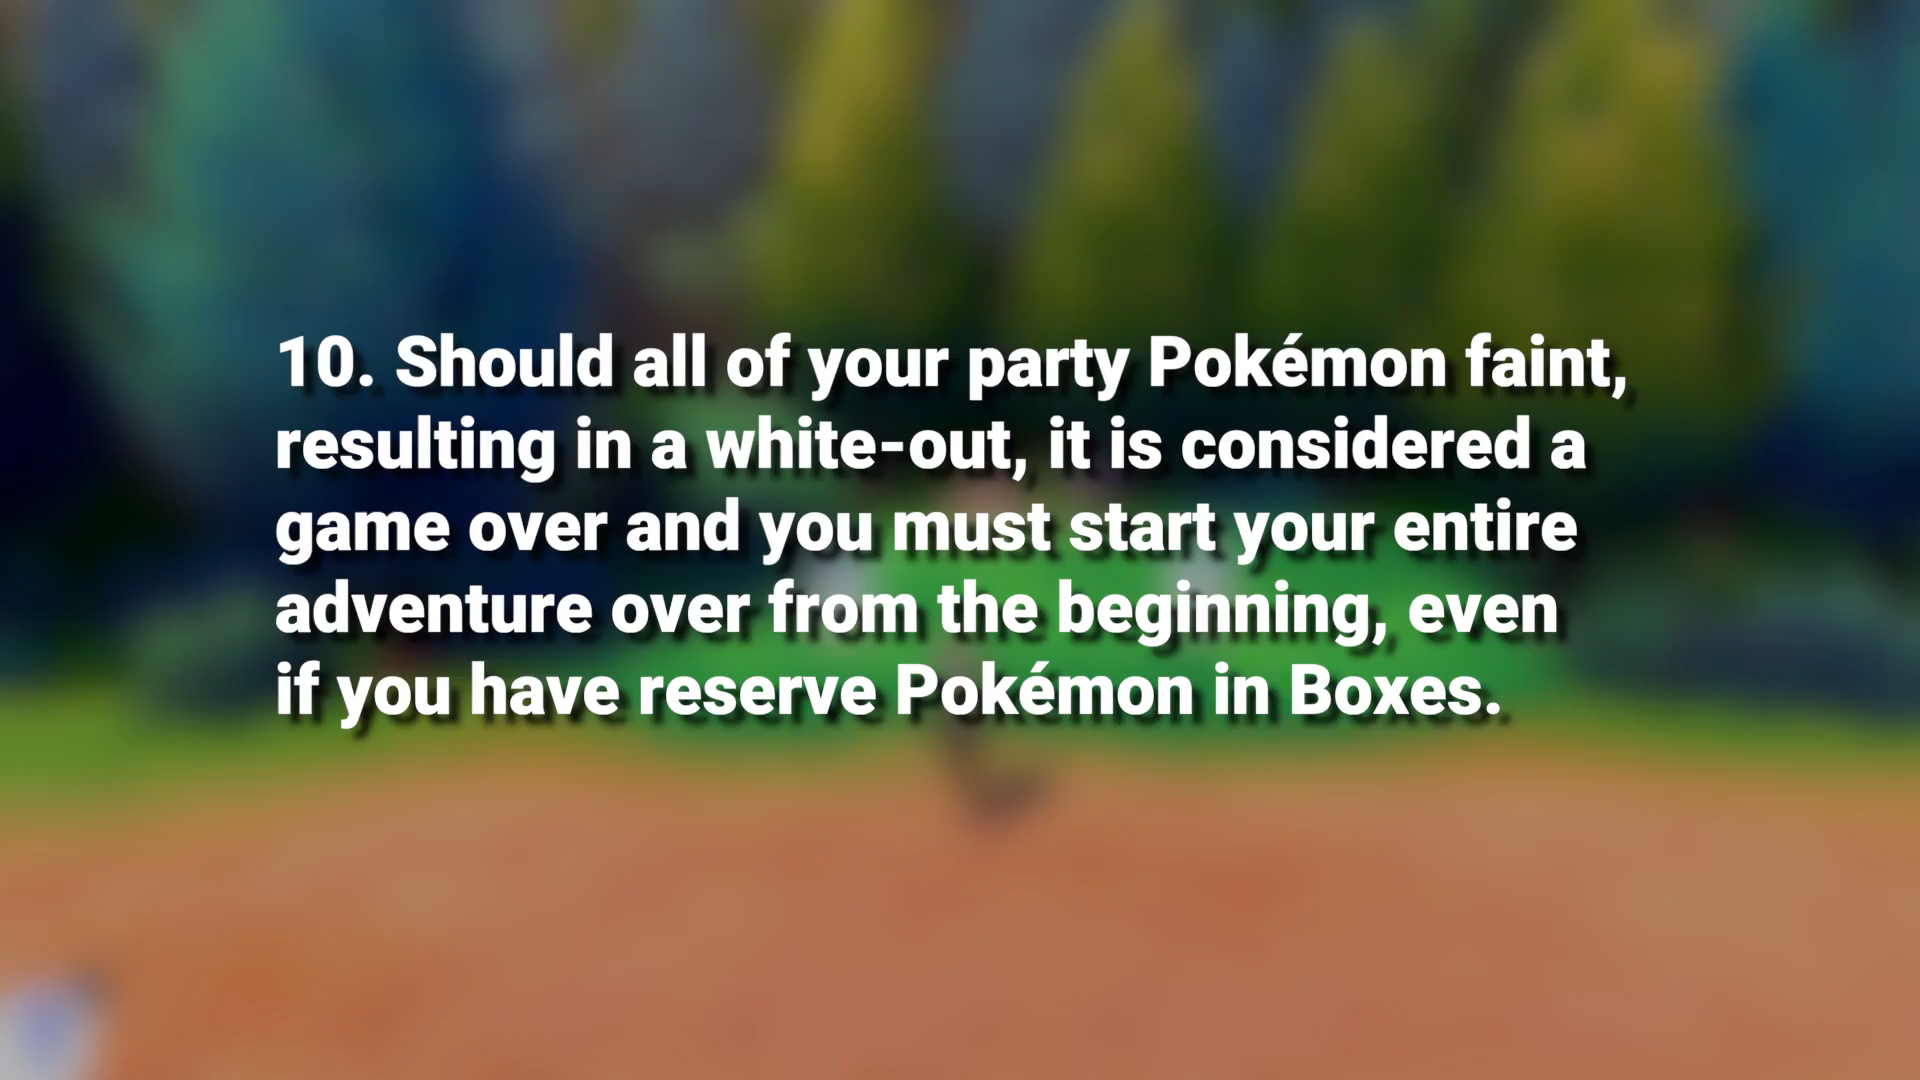 10. Should all of your party Pokémon faint,
resulting in a white-out, it is considered a
game over and you must start your entire
adventure over from the beginning, even
if you have reserve Pokémon in Boxes.